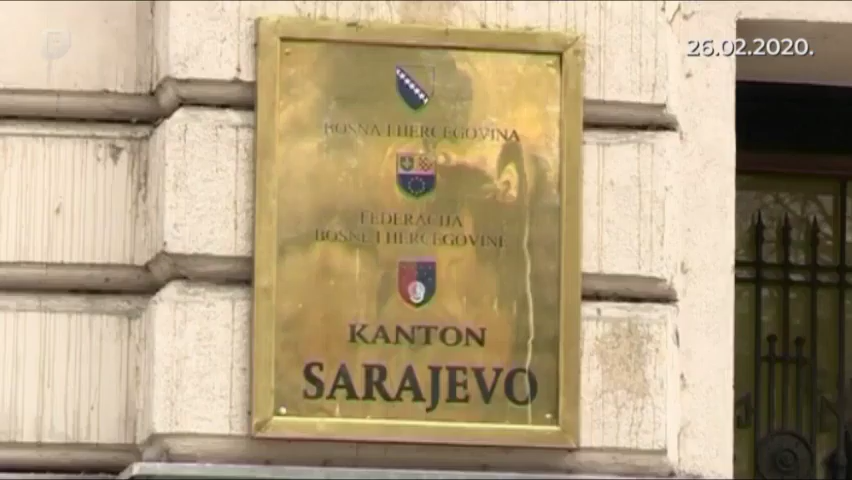 26.02.2020.
BOSNA I HERCEGOVINA
FEDERACIJA
BOSNE I HERCEGOVINE
KANTON
SARAJEVO